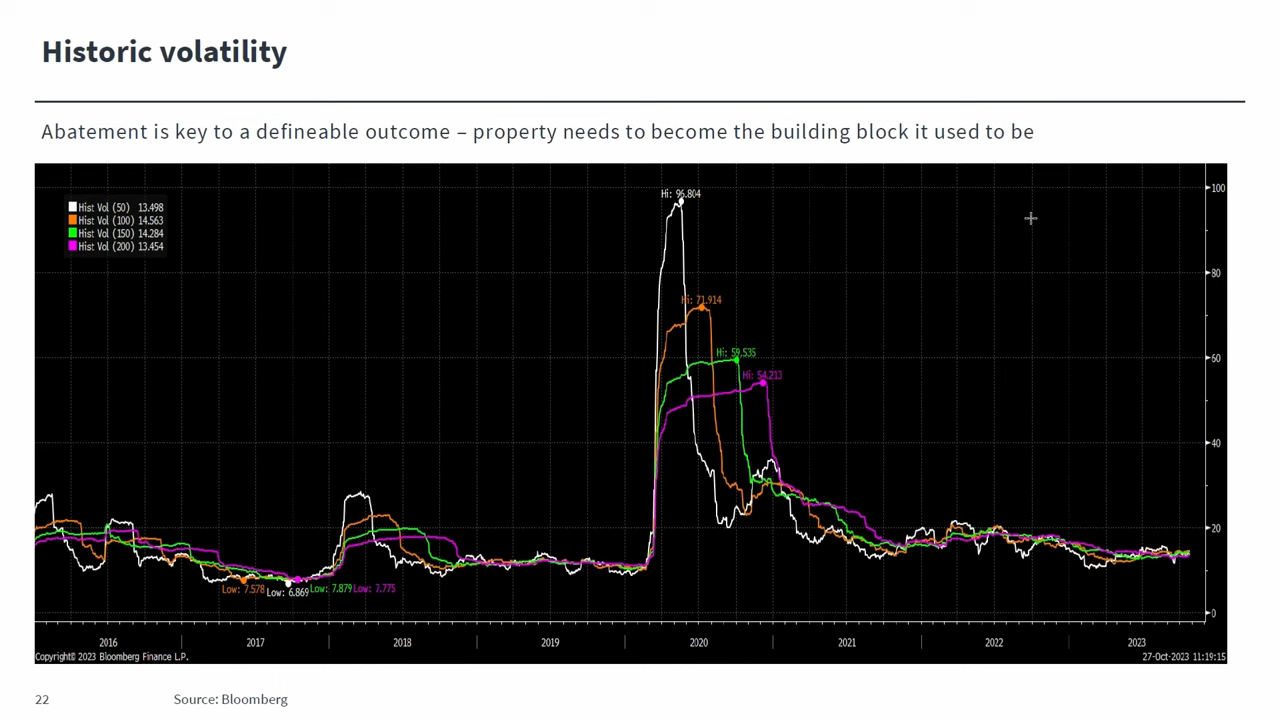 Historic volatility
Abatement is key to a defineable outcome – property needs to become the building block it used to be
Hist Vol (50) 13.498
Hist Vol (100) 14.563
Hist Vol (150) 14.284
Hist Vol (200) 13.454
Hi: 96.804
Hi: 71.914
Hi: 59.535
Hi: 54.213
Low: 7.578
Low: 6.869
Low: 7.879
Low: 7.775
100
80
60
40
20
0
2016 2017 2018 2019 2020 2021 2022 2023
Copyright© 2023 Bloomberg Finance L.P.
27-Oct-2023 11:19:15
22
Source: Bloomberg